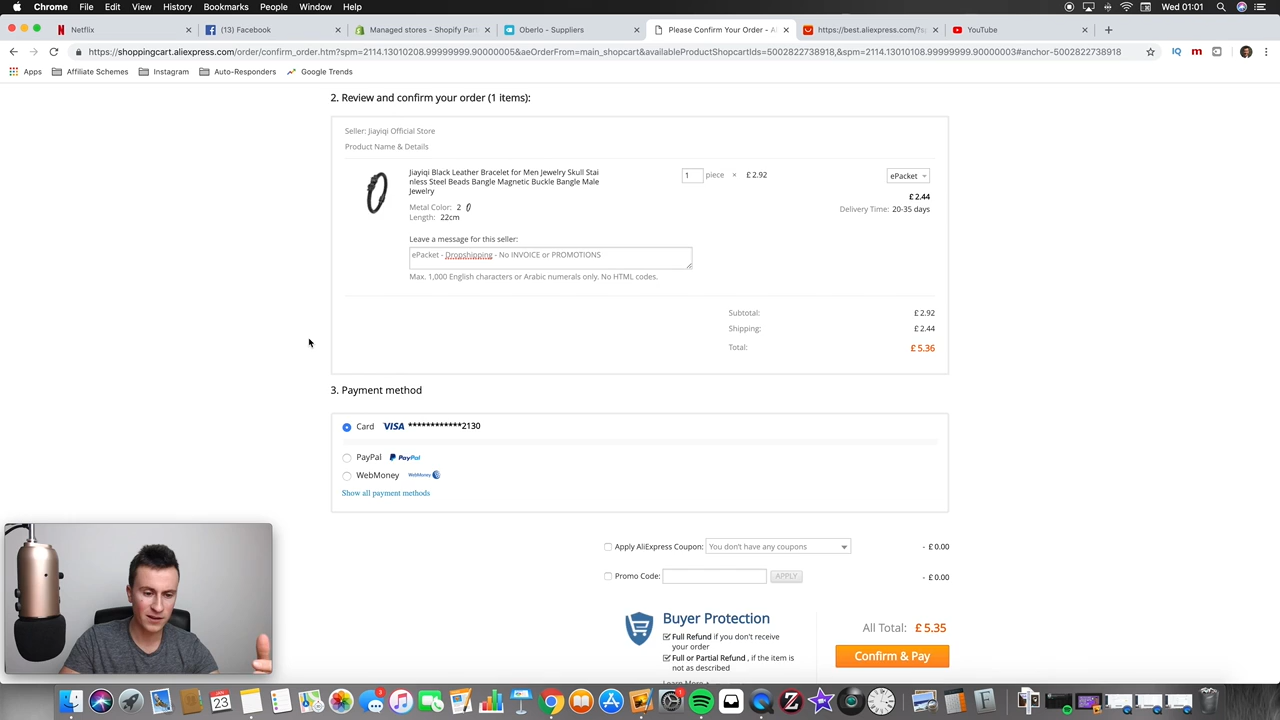 Chrome File Edit View History Bookmarks People Window Help Wed 01:01
Netflix (13) Facebook Managed stores - Shopify Par Oberlo - Suppliers Please Confirm Your Order - A https://best.aliexpress.com/?s YouTube
https://shoppingcart.aliexpress.com/order/confirm_order.htm?spm=2114.13010208.99999999.90000005&aeOrderFrom=main_shopcart&availableProductShopcartIds=5002822738918,&spm=2114.13010108.99999999.90000003#anchor-5002822738918
Apps Affiliate Schemes Instagram Auto-Responders Google Trends
2. Review and confirm your order (1 items):
Seller: Jiayiqi Official Store
Product Name & Details
Jiayiqi Black Leather Bracelet for Men Jewelry Skull Stai
nless Steel Beads Bangle Magnetic Buckle Bangle Male
Jewelry
1 piece × £ 2.92
ePacket
£ 2.44
Delivery Time: 20-35 days
Metal Color: 2
Length: 22cm
Leave a message for this seller:
ePacket - Dropshipping - No INVOICE or PROMOTIONS
Max. 1,000 English characters or Arabic numerals only. No HTML codes.
Subtotal: £ 2.92
Shipping: £ 2.44
Total: £ 5.36
3. Payment method
Card VISA ************2130
PayPal PayPal
WebMoney WebMoney
Show all payment methods
Apply AliExpress Coupon: You don't have any coupons - £ 0.00
Promo Code: APPLY - £ 0.00
Buyer Protection
Full Refund if you don't receive
your order
Full or Partial Refund , if the item is
not as described
Learn More
All Total: £ 5.35
Confirm & Pay